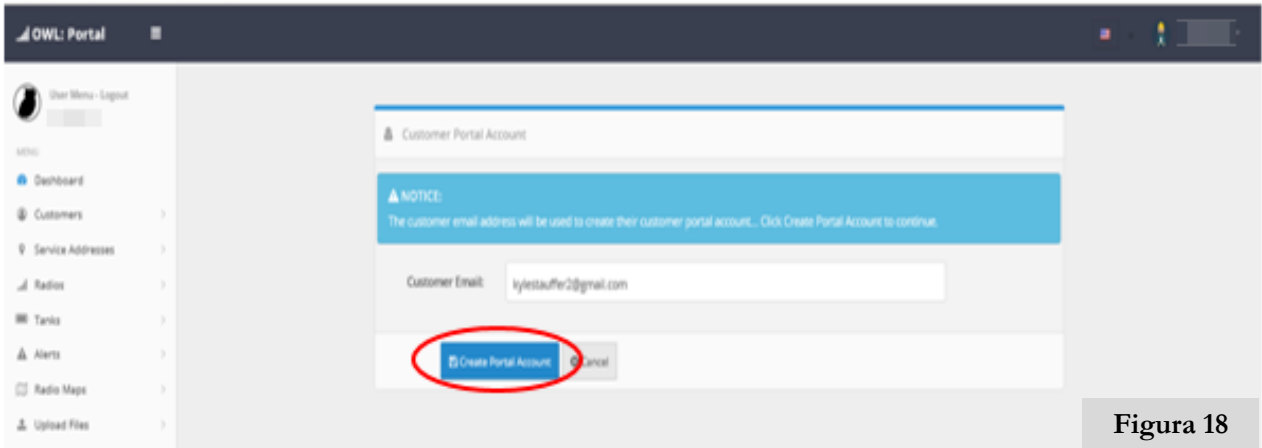 OWL: Portal
User Menu - Logout
MENU
Dashboard
Customers
Service Addresses
Radios
Tanks
Alerts
Radio Maps
Upload Files
Customer Portal Account
NOTICE:
The customer email address will be used to create their customer portal account... Click Create Portal Account to continue.
Customer Email: kylestauffer2@gmail.com
Create Portal Account Cancel
Figura 18